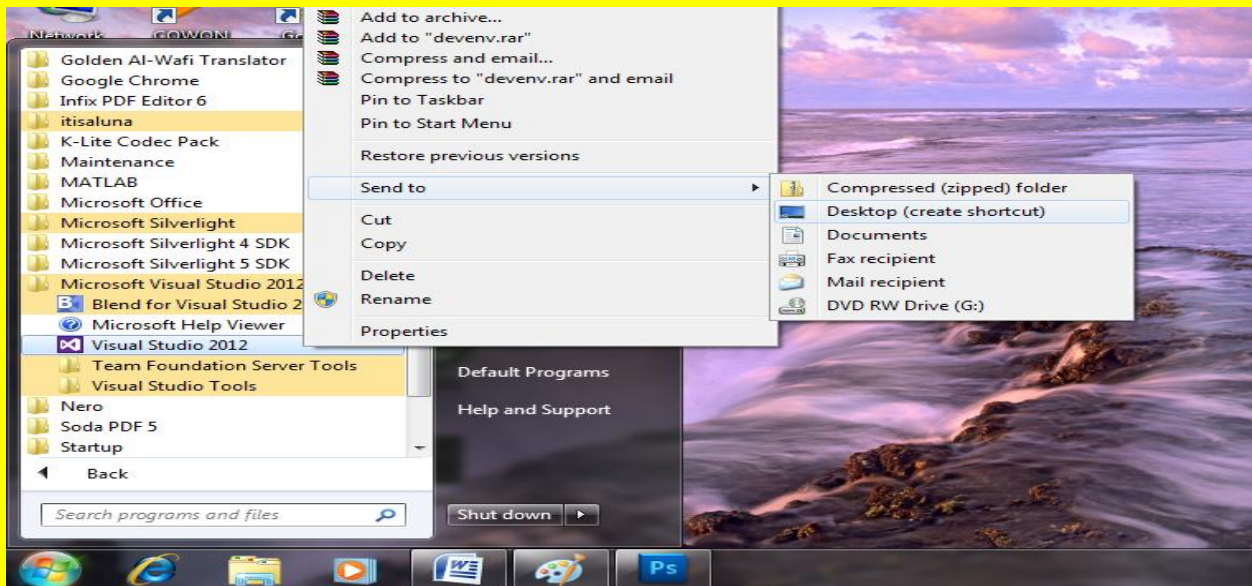 Network
GOWON
Golden Al-Wafi Translator
Google Chrome
Infix PDF Editor 6
itisaluna
K-Lite Codec Pack
Maintenance
MATLAB
Microsoft Office
Microsoft Silverlight
Microsoft Silverlight 4 SDK
Microsoft Silverlight 5 SDK
Microsoft Visual Studio 2012
Blend for Visual Studio 2
Microsoft Help Viewer
Visual Studio 2012
Team Foundation Server Tools
Visual Studio Tools
Nero
Soda PDF 5
Startup
Back
Search programs and files
Add to archive...
Add to "devenv.rar"
Compress and email...
Compress to "devenv.rar" and email
Pin to Taskbar
Pin to Start Menu
Restore previous versions
Send to
Cut
Copy
Delete
Rename
Properties
Compressed (zipped) folder
Desktop (create shortcut)
Documents
Fax recipient
Mail recipient
DVD RW Drive (G:)
Default Programs
Help and Support
Shut down
Ps